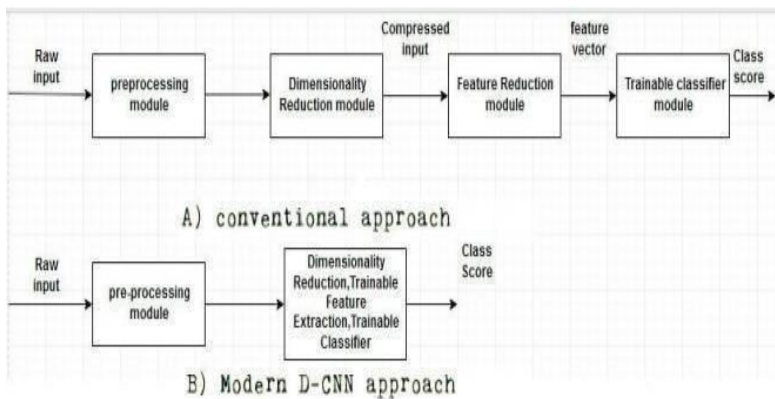 Raw
input
preprocessing
module
Dimensionality
Reduction module
Compressed
input
Feature Reduction
module
feature
vector
Trainable classifier
module
Class
score
A) conventional approach
Raw
input
pre-processing
module
Dimensionality
Reduction,Trainable
Feature
Extraction,Trainable
Classifier
Class
Score
B) Modern D-CNN approach